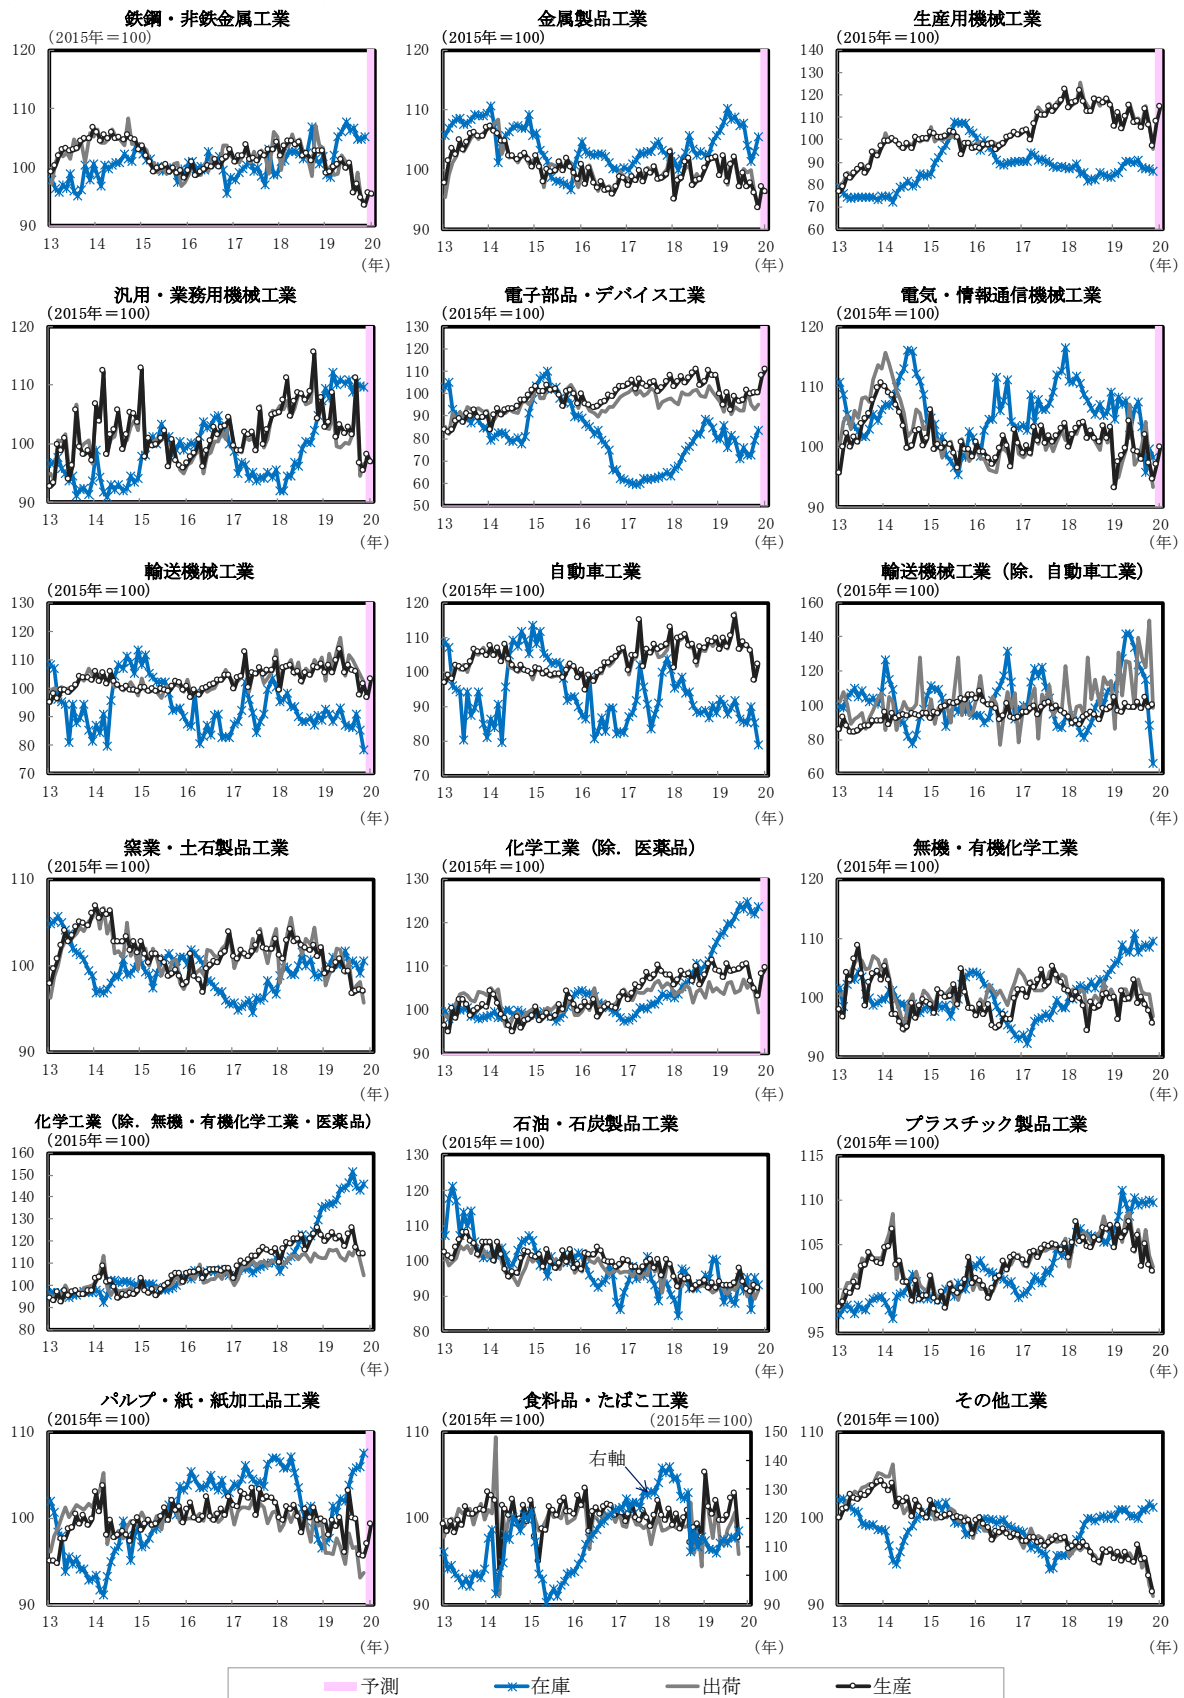 鉄鋼・非鉄金属工業
(2015年＝100)
120
110
100
90
13 14 15 16 17 18 19 20
(年)
金属製品工業
(2015年＝100)
120
110
100
90
13 14 15 16 17 18 19 20
(年)
生産用機械工業
(2015年＝100)
140
130
120
110
100
90
80
70
60
13 14 15 16 17 18 19 20
(年)
汎用・業務用機械工業
(2015年＝100)
120
110
100
90
13 14 15 16 17 18 19 20
(年)
電子部品・デバイス工業
(2015年＝100)
130
120
110
100
90
80
70
60
50
13 14 15 16 17 18 19 20
(年)
電気・情報通信機械工業
(2015年＝100)
120
110
100
90
13 14 15 16 17 18 19 20
(年)
輸送機械工業
(2015年＝100)
130
120
110
100
90
80
70
13 14 15 16 17 18 19 20
(年)
自動車工業
(2015年＝100)
120
110
100
90
80
70
13 14 15 16 17 18 19 20
(年)
輸送機械工業（除．自動車工業）
(2015年＝100)
160
140
120
100
80
60
13 14 15 16 17 18 19 20
(年)
窯業・土石製品工業
(2015年＝100)
110
100
90
13 14 15 16 17 18 19 20
(年)
化学工業（除．医薬品）
(2015年＝100)
130
120
110
100
90
13 14 15 16 17 18 19 20
(年)
無機・有機化学工業
(2015年＝100)
120
110
100
90
13 14 15 16 17 18 19 20
(年)
化学工業（除．無機・有機化学工業・医薬品）
(2015年＝100)
160
150
140
130
120
110
100
90
80
13 14 15 16 17 18 19 20
(年)
石油・石炭製品工業
(2015年＝100)
130
120
110
100
90
80
13 14 15 16 17 18 19 20
(年)
プラスチック製品工業
(2015年＝100)
115
110
105
100
95
13 14 15 16 17 18 19 20
(年)
パルプ・紙・紙加工品工業
(2015年＝100)
110
100
90
13 14 15 16 17 18 19 20
(年)
食料品・たばこ工業
(2015年＝100) (2015年＝100)
110
100
90
右軸
150
140
130
120
110
100
90
13 14 15 16 17 18 19 20
(年)
その他工業
(2015年＝100)
110
100
90
13 14 15 16 17 18 19 20
(年)
予測 在庫 出荷 生産